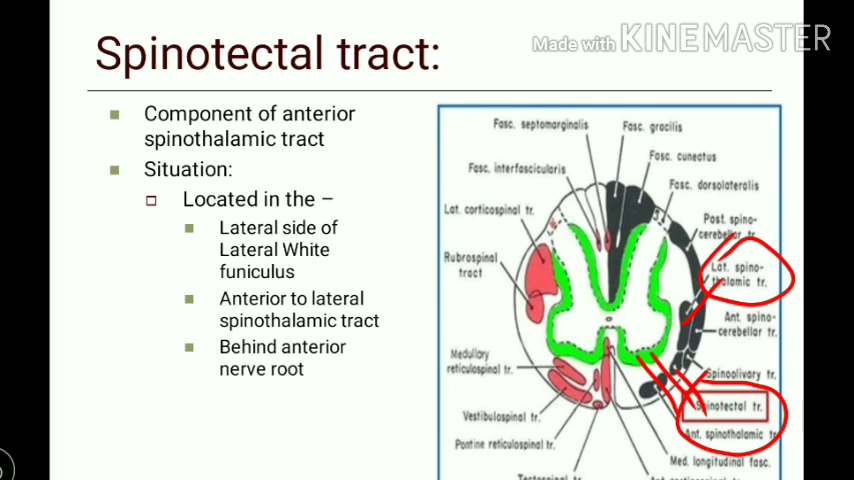 Spinotectal tract:
Made with KINEMASTER
Component of anterior
spinothalamic tract
Situation:
Located in the –
Lateral side of
Lateral White
funiculus
Anterior to lateral
spinothalamic tract
Behind anterior
nerve root
Fasc. septomarginalis
Fasc. gracilis
Fasc. cuneatus
Fasc. interfascicularis
Fasc. dorsolateralis
Lat. corticospinal tr.
Post. spino-
cerebellar tr.
Rubrospinal
tract
Lat. spino-
thalamic tr.
Ant. spino-
cerebellar tr.
Medullary
reticulospinal tr.
Spinoolivary tr.
Spinotectal tr.
Vestibulospinal tr.
Ant. spinothalamic tr.
Pontine reticulospinal tr.
Med. longitudinal fasc.